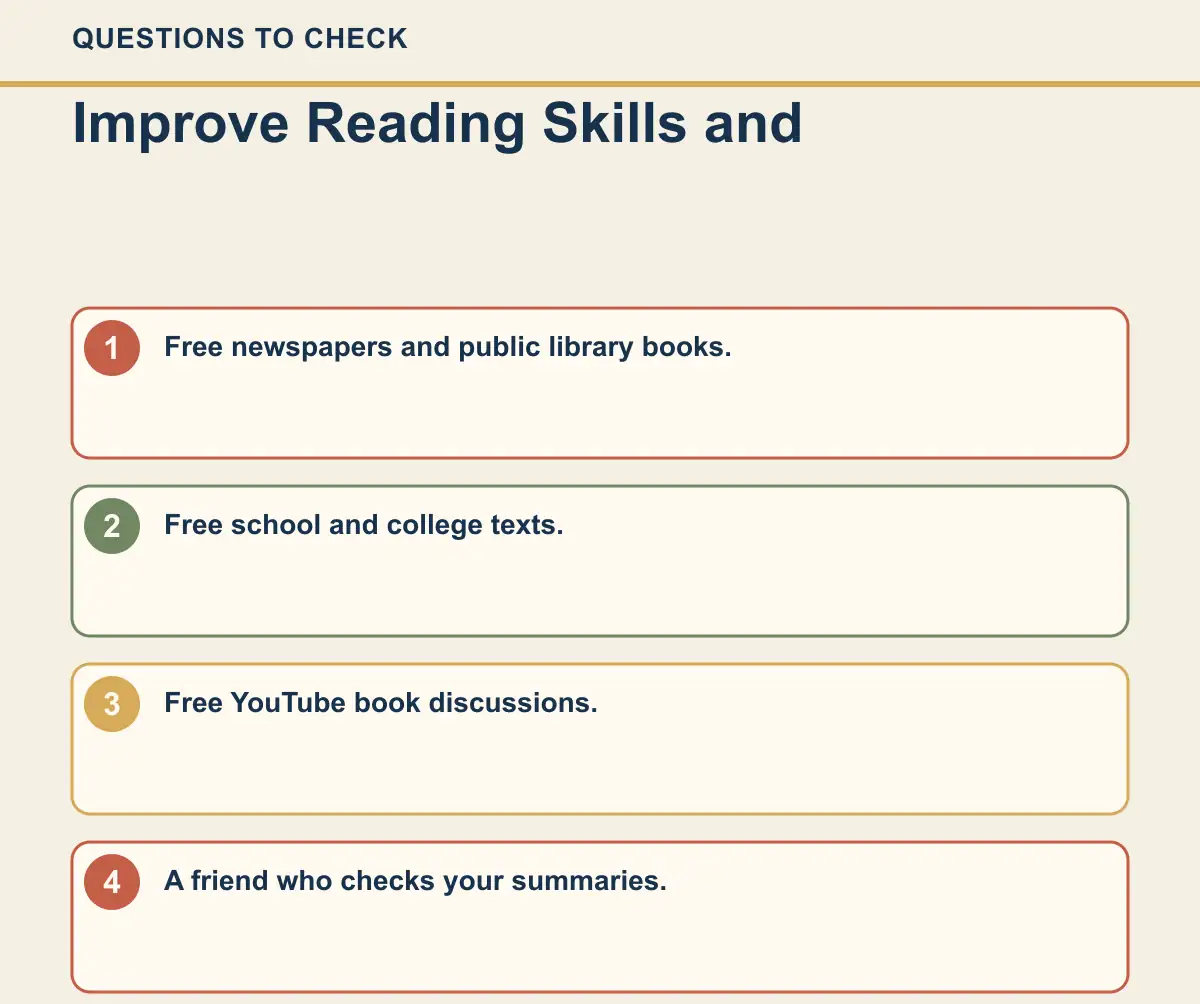 QUESTIONS TO CHECK
Improve Reading Skills and
1 Free newspapers and public library books.
2 Free school and college texts.
3 Free YouTube book discussions.
4 A friend who checks your summaries.